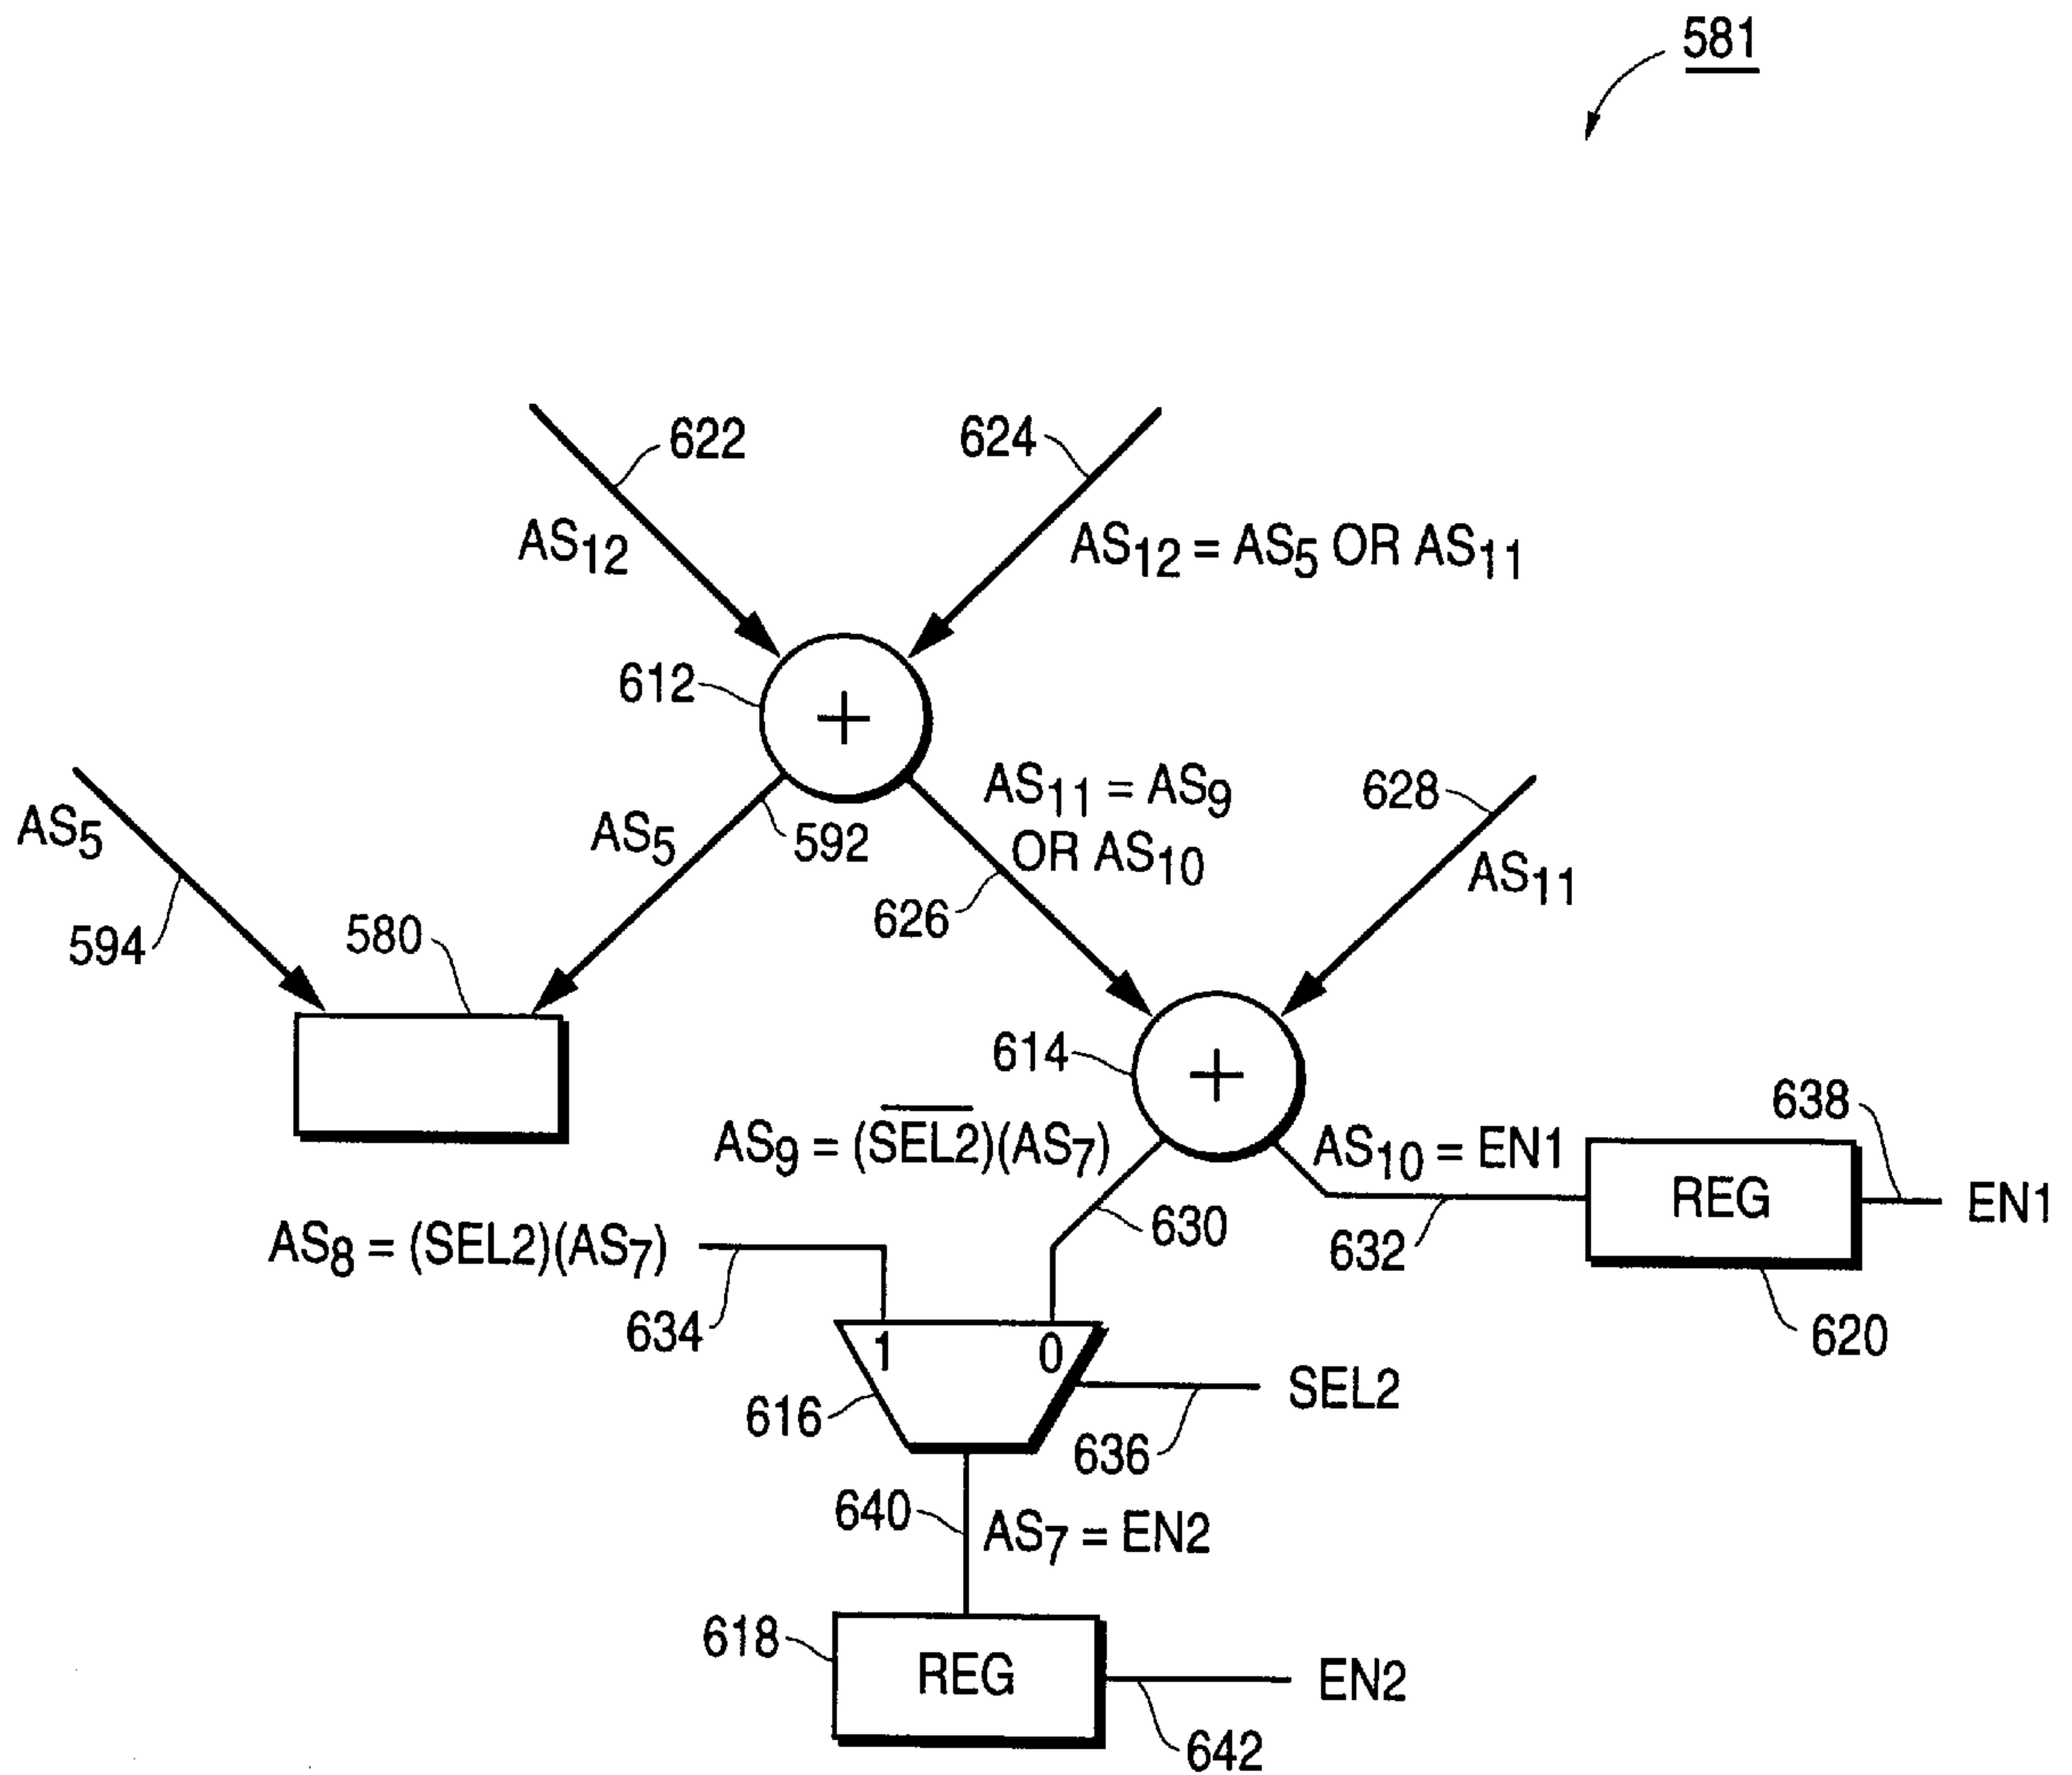 581
622
624
AS12
AS12 = AS5 OR AS11
612
+
AS11 = AS9
OR AS10
628
AS5
AS5
592
AS11
626
594
580
614
+
638
AS9 = (S̅E̅L̅2̅)(AS7)
AS10 = EN1
REG
EN1
630
632
AS8 = (SEL2)(AS7)
634
620
1
0
SEL2
616
636
640
AS7 = EN2
618
REG
EN2
642